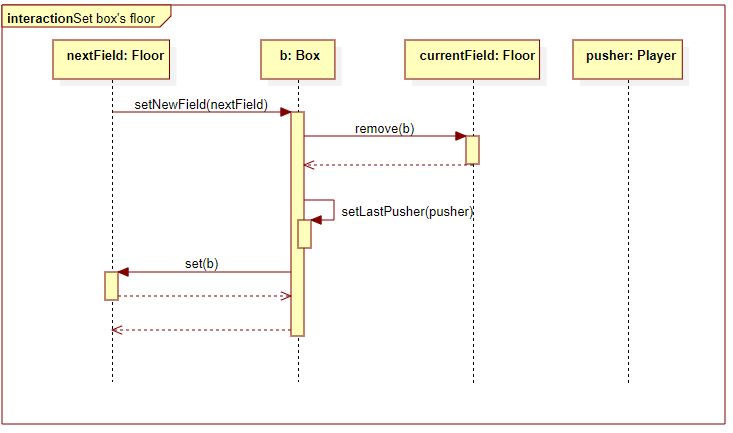 interactionSet box's floor
nextField: Floor
b: Box
currentField: Floor
pusher: Player
setNewField(nextField)
remove(b)
setLastPusher(pusher)
set(b)